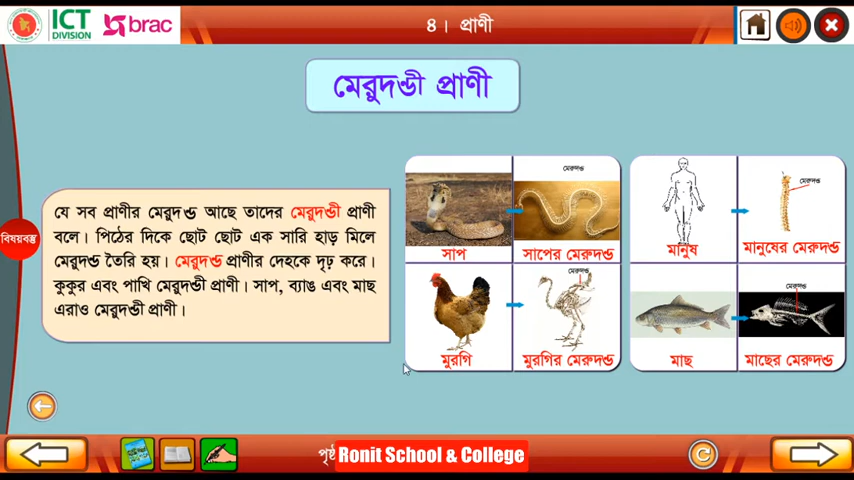 ICT
DIVISION
brac
৪। প্রাণী
মেরুদণ্ডী প্রাণী
বিষয়বস্তু
যে সব প্রাণীর মেরুদণ্ড আছে তাদের মেরুদণ্ডী প্রাণী
বলে। পিঠের দিকে ছোট ছোট এক সারি হাড় মিলে
মেরুদণ্ড তৈরি হয়। মেরুদণ্ড প্রাণীর দেহকে দৃঢ় করে।
কুকুর এবং পাখি মেরুদণ্ডী প্রাণী। সাপ, ব্যাঙ এবং মাছ
এরাও মেরুদণ্ডী প্রাণী।
মেরুদণ্ড
সাপ
সাপের মেরুদণ্ড
মেরুদণ্ড
মানুষ
মানুষের মেরুদণ্ড
মেরুদণ্ড
মুরগি
মুরগির মেরুদণ্ড
মেরুদণ্ড
মাছ
মাছের মেরুদণ্ড
Ronit School & College